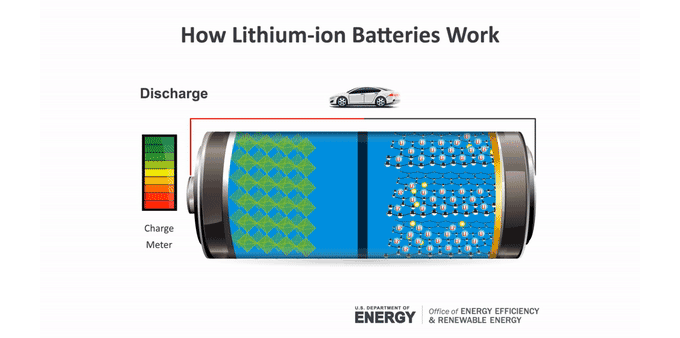 How Lithium-ion Batteries Work
Discharge
Charge
Meter
U.S. DEPARTMENT OF
ENERGY
Office of ENERGY EFFICIENCY
& RENEWABLE ENERGY